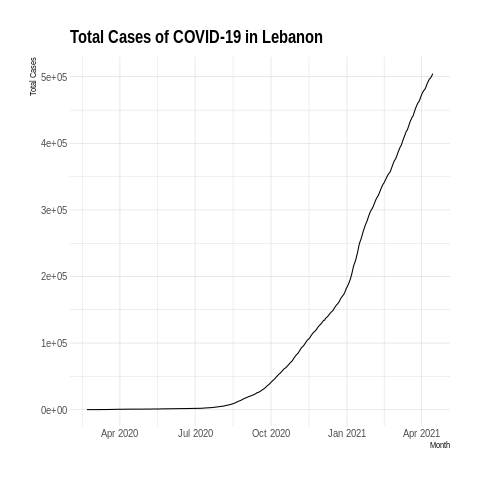 Total Cases of COVID-19 in Lebanon
Total Cases
5e+05
4e+05
3e+05
2e+05
1e+05
0e+00
Apr 2020 Jul 2020 Oct 2020 Jan 2021 Apr 2021
Month